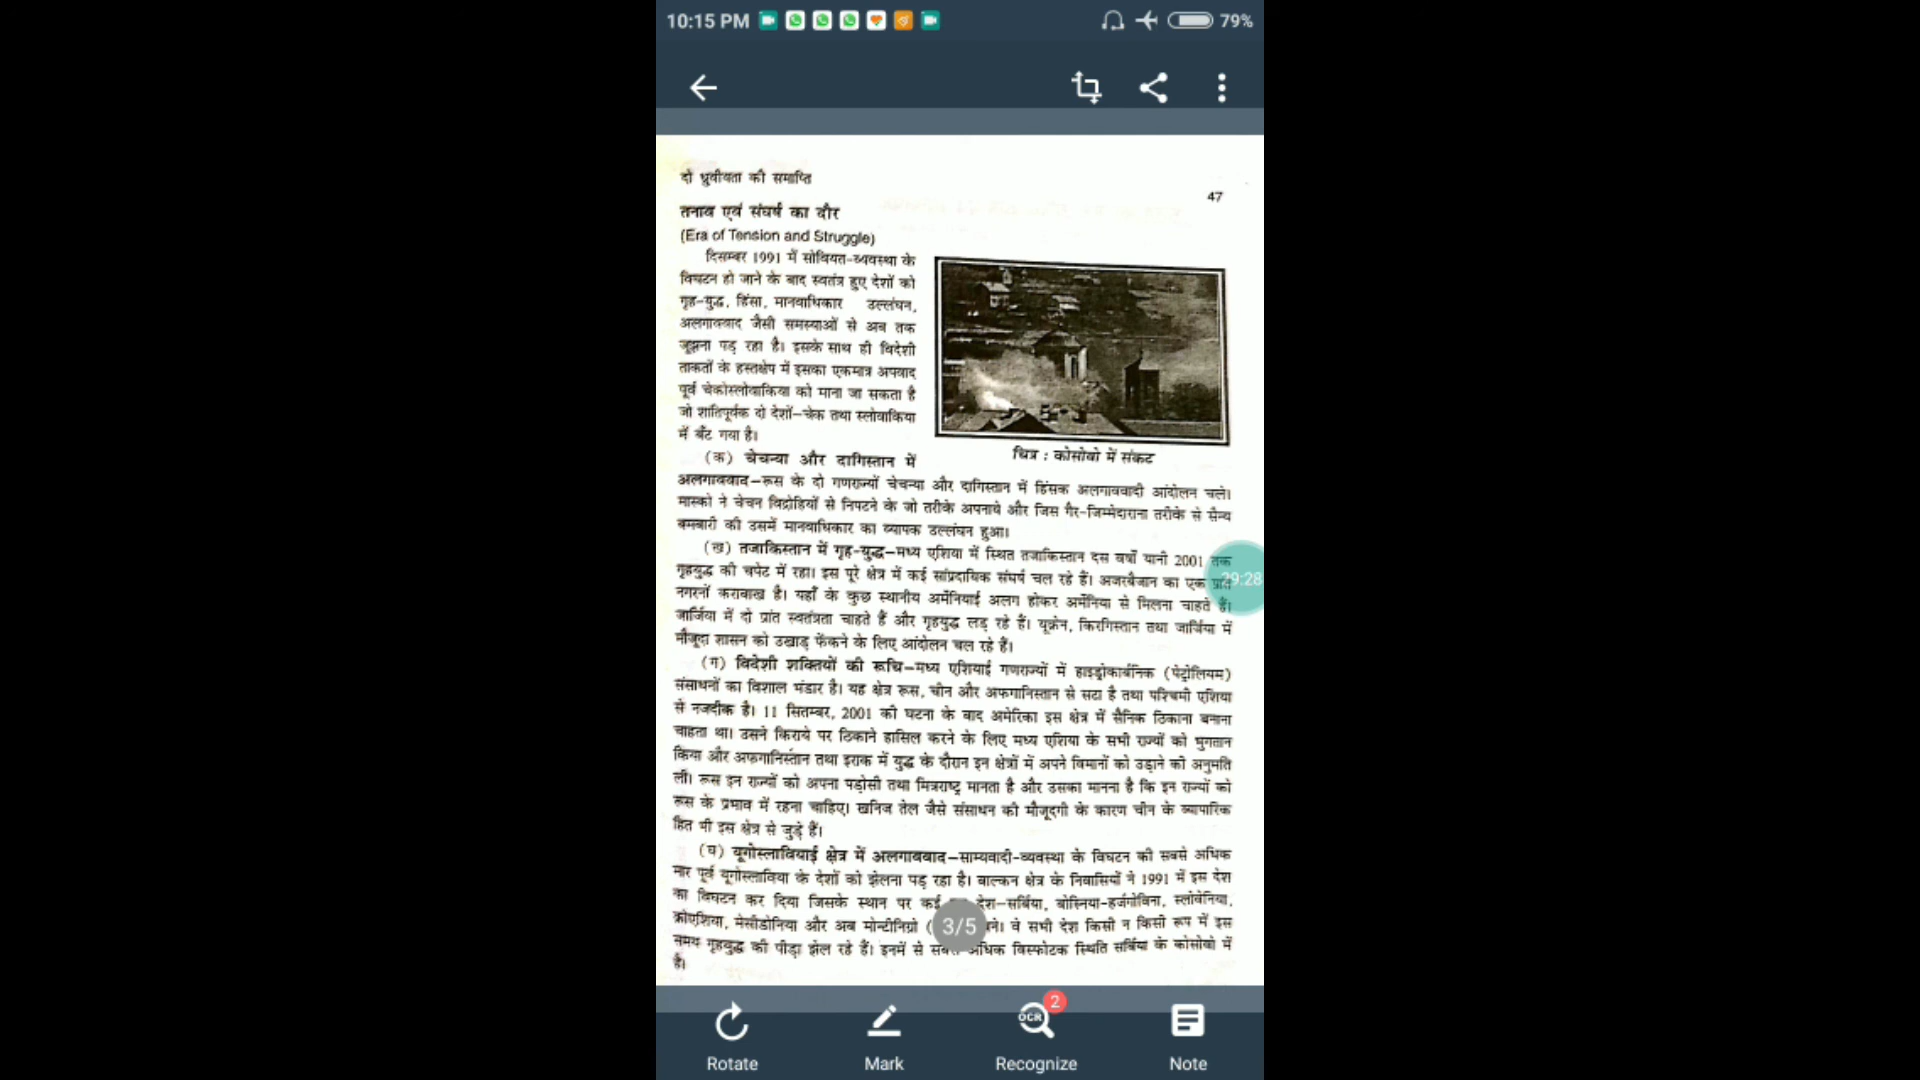 10:15 PM
79%
दो ध्रुवीयता की समाप्ति
47
तनाव एवं संघर्ष का दौर
(Era of Tension and Struggle)
दिसम्बर 1991 में सोवियत-व्यवस्था के
विघटन हो जाने के बाद स्वतंत्र हुए देशों को
गृह-युद्ध, हिंसा, मानवाधिकार उल्लंघन,
अलगाववाद जैसी समस्याओं से अब तक
जूझना पड़ रहा है। इसके साथ ही विदेशी
ताकतों के हस्तक्षेप में इसका एकमात्र अपवाद
पूर्व चेकोस्लोवाकिया को माना जा सकता है
जो शांतिपूर्वक दो देशों–चेक तथा स्लोवाकिया
में बँट गया है।
चित्र : कोसोवो में संकट
(क) चेचन्या और दागिस्तान में
अलगाववाद–रूस के दो गणराज्यों चेचन्या और दागिस्तान में हिंसक अलगाववादी आंदोलन चले।
मास्को ने चेचन विद्रोहियों से निपटने के जो तरीके अपनाये और जिस गैर-जिम्मेदाराना तरीके से सैन्य
बमबारी की उसमें मानवाधिकार का व्यापक उल्लंघन हुआ।
(ख) तजाकिस्तान में गृह-युद्ध–मध्य एशिया में स्थित तजाकिस्तान दस वर्षों यानी 2001 तक
गृहयुद्ध की चपेट में रहा। इस पूरे क्षेत्र में कई सांप्रदायिक संघर्ष चल रहे हैं। अजरबैजान का एक प्रांत
नगरनों कराबाख है। यहाँ के कुछ स्थानीय अर्मेनियाई अलग होकर अर्मेनिया से मिलना चाहते हैं।
जार्जिया में दो प्रांत स्वतंत्रता चाहते हैं और गृहयुद्ध लड़ रहे हैं। यूक्रेन, किरगिस्तान तथा जार्जिया में
मौजूदा शासन को उखाड़ फेंकने के लिए आंदोलन चल रहे हैं।
(ग) विदेशी शक्तियों की रूचि–मध्य एशियाई गणराज्यों में हाइड्रोकार्बनिक (पेट्रोलियम)
संसाधनों का विशाल भंडार है। यह क्षेत्र रूस, चीन और अफगानिस्तान से सटा है तथा पश्चिमी एशिया
से नजदीक है। 11 सितम्बर, 2001 की घटना के बाद अमेरिका इस क्षेत्र में सैनिक ठिकाना बनाना
चाहता था। उसने किराये पर ठिकाने हासिल करने के लिए मध्य एशिया के सभी राज्यों को भुगतान
किया और अफगानिस्तान तथा इराक में युद्ध के दौरान इन क्षेत्रों में अपने विमानों को उड़ाने की अनुमति
ली। रूस इन राज्यों को अपना पड़ोसी तथा मित्रराष्ट्र मानता है और उसका मानना है कि इन राज्यों को
रूस के प्रभाव में रहना चाहिए। खनिज तेल जैसे संसाधन की मौजूदगी के कारण चीन के व्यापारिक
हित भी इस क्षेत्र से जुड़े हैं।
(घ) यूगोस्लावियाई क्षेत्र में अलगाववाद–साम्यवादी-व्यवस्था के विघटन की सबसे अधिक
मार पूर्व यूगोस्लाविया के देशों को झेलना पड़ रहा है। बाल्कन क्षेत्र के निवासियों ने 1991 में इस देश
का विघटन कर दिया जिसके स्थान पर कई देश–सर्बिया, बोस्निया-हर्जगोविना, स्लोवेनिया,
क्रोएशिया, मेसीडोनिया और अब मोन्टीनिग्रो ( बने। वे सभी देश किसी न किसी रूप में इस
समय गृहयुद्ध की पीड़ा झेल रहे हैं। इनमें से सबसे अधिक विस्फोटक स्थिति सर्बिया के कोसोवो में
है।
29:28
3/5
OCR
2
Rotate
Mark
Recognize
Note